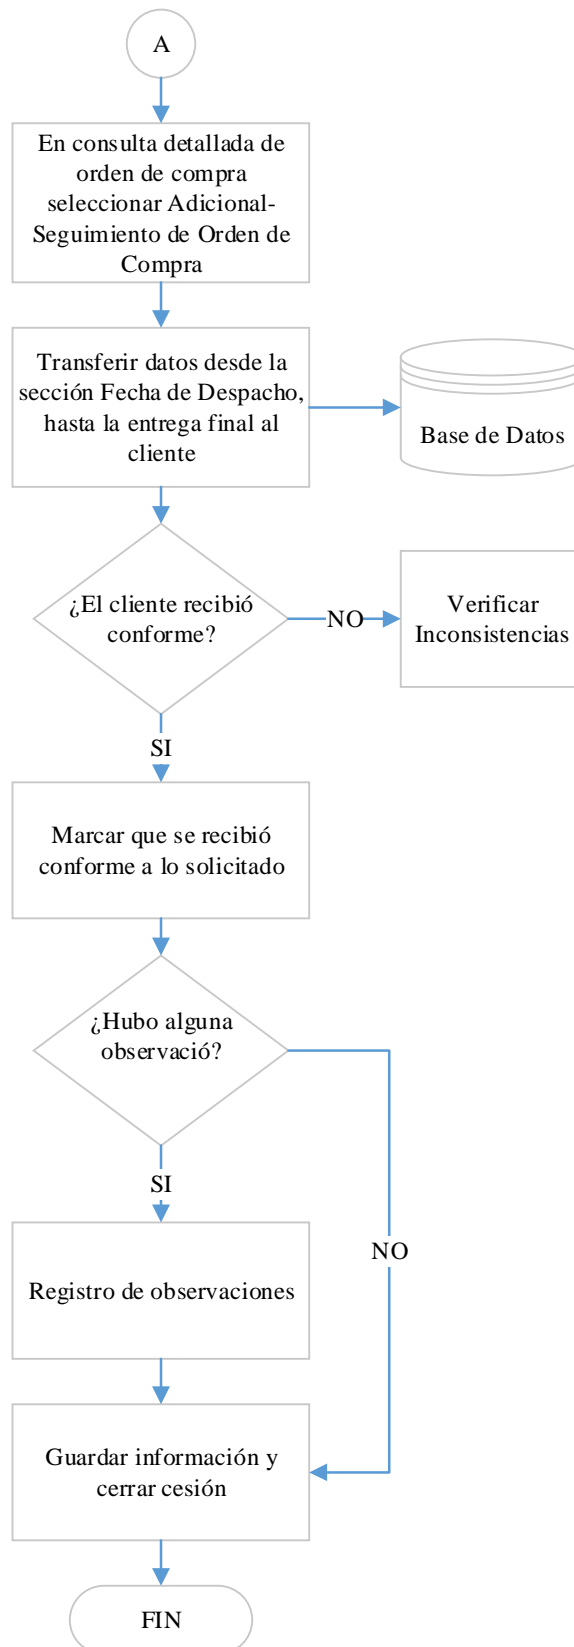 A
En consulta detallada de
orden de compra
seleccionar Adicional-
Seguimiento de Orden de
Compra
Transferir datos desde la
sección Fecha de Despacho,
hasta la entrega final al
cliente
Base de Datos
¿El cliente recibió
conforme?
NO
Verificar
Inconsistencias
SI
Marcar que se recibió
conforme a lo solicitado
¿Hubo alguna
observació?
SI
NO
Registro de observaciones
Guardar información y
cerrar cesión
FIN